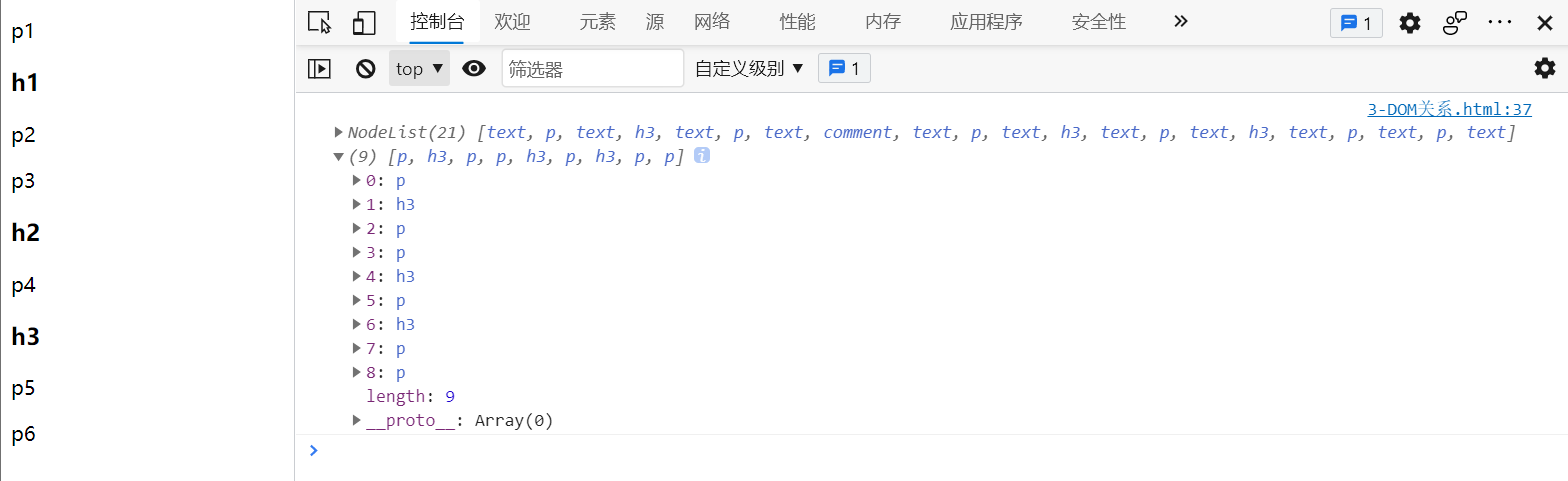 p1
h1
p2
p3
h2
p4
h3
p5
p6
控制台 欢迎 元素 源 网络 性能 内存 应用程序 安全性 » 1
top ▼ 筛选器 自定义级别 ▼ 1
3-DOM关系.html:37
NodeList(21) [text, p, text, h3, text, p, text, comment, text, p, text, h3, text, p, text, h3, text, p, text, p, text]
(9) [p, h3, p, p, h3, p, h3, p, p] i
0: p
1: h3
2: p
3: p
4: h3
5: p
6: h3
7: p
8: p
length: 9
__proto__: Array(0)